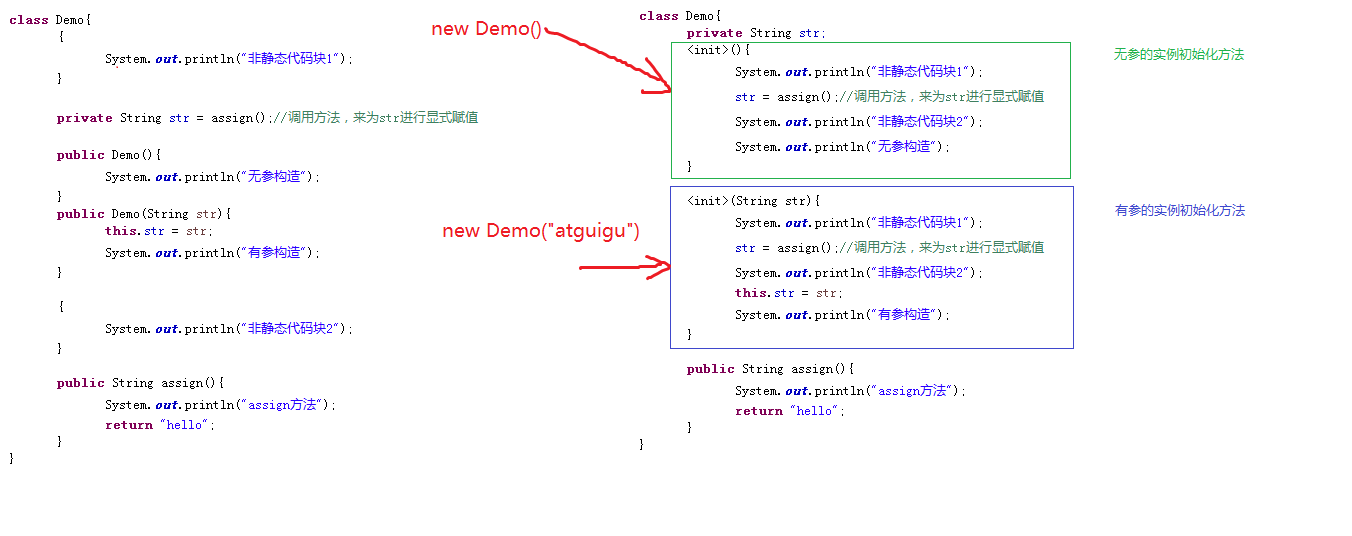 class Demo{
{
System.out.println("非静态代码块1");
}
private String str = assign();//调用方法，来为str进行显式赋值
public Demo(){
System.out.println("无参构造");
}
public Demo(String str){
this.str = str;
System.out.println("有参构造");
}
{
System.out.println("非静态代码块2");
}
public String assign(){
System.out.println("assign方法");
return "hello";
}
}
new Demo()
new Demo("atguigu")
class Demo{
private String str;
<init>(){
System.out.println("非静态代码块1");
str = assign();//调用方法，来为str进行显式赋值
System.out.println("非静态代码块2");
System.out.println("无参构造");
}
无参的实例初始化方法
<init>(String str){
System.out.println("非静态代码块1");
str = assign();//调用方法，来为str进行显式赋值
System.out.println("非静态代码块2");
this.str = str;
System.out.println("有参构造");
}
有参的实例初始化方法
public String assign(){
System.out.println("assign方法");
return "hello";
}
}